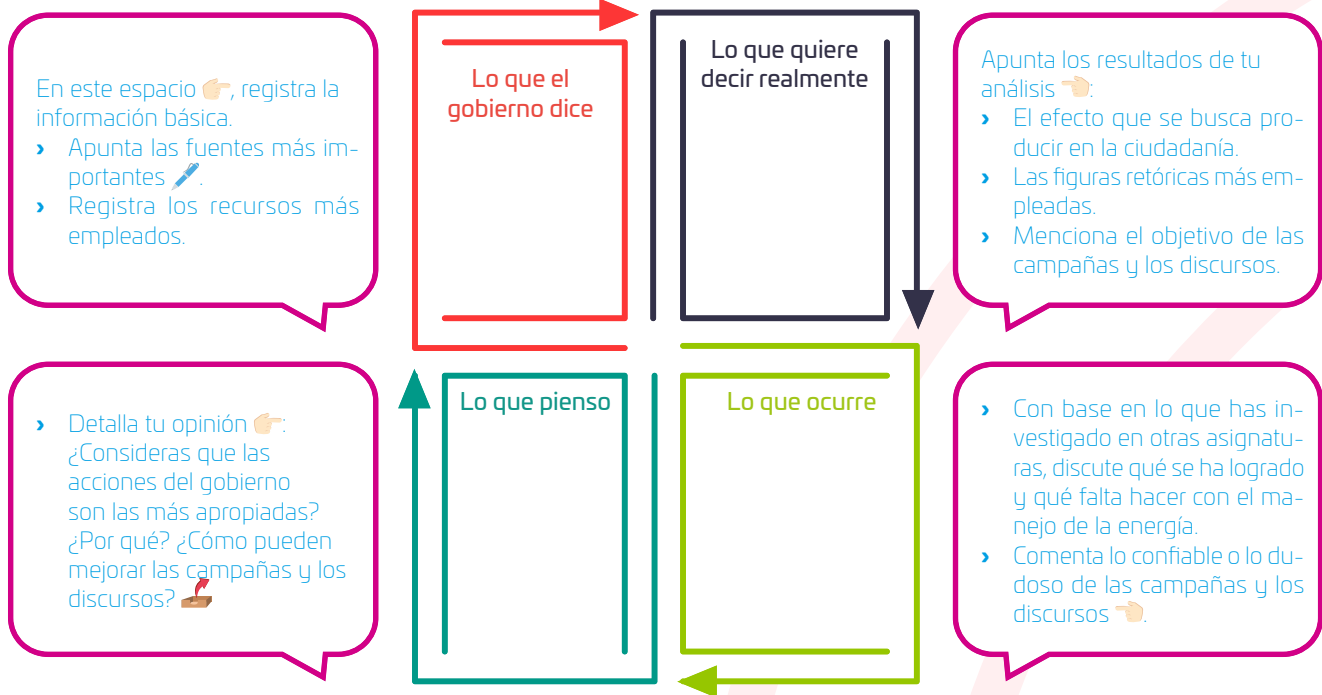 En este espacio 👉🏻, registra la
información básica.
› Apunta las fuentes más im-
portantes 🖊️.
› Registra los recursos más
empleados.
Lo que el
gobierno dice
Lo que quiere
decir realmente
Apunta los resultados de tu
análisis 👈🏻:
› El efecto que se busca pro-
ducir en la ciudadanía.
› Las figuras retóricas más em-
pleadas.
› Menciona el objetivo de las
campañas y los discursos.
› Detalla tu opinión 👉🏻:
¿Consideras que las
acciones del gobierno
son las más apropiadas?
¿Por qué? ¿Cómo pueden
mejorar las campañas y los
discursos? 📤
Lo que pienso
Lo que ocurre
› Con base en lo que has in-
vestigado en otras asignatu-
ras, discute qué se ha logrado
y qué falta hacer con el ma-
nejo de la energía.
› Comenta lo confiable o lo du-
doso de las campañas y los
discursos 👈🏻.